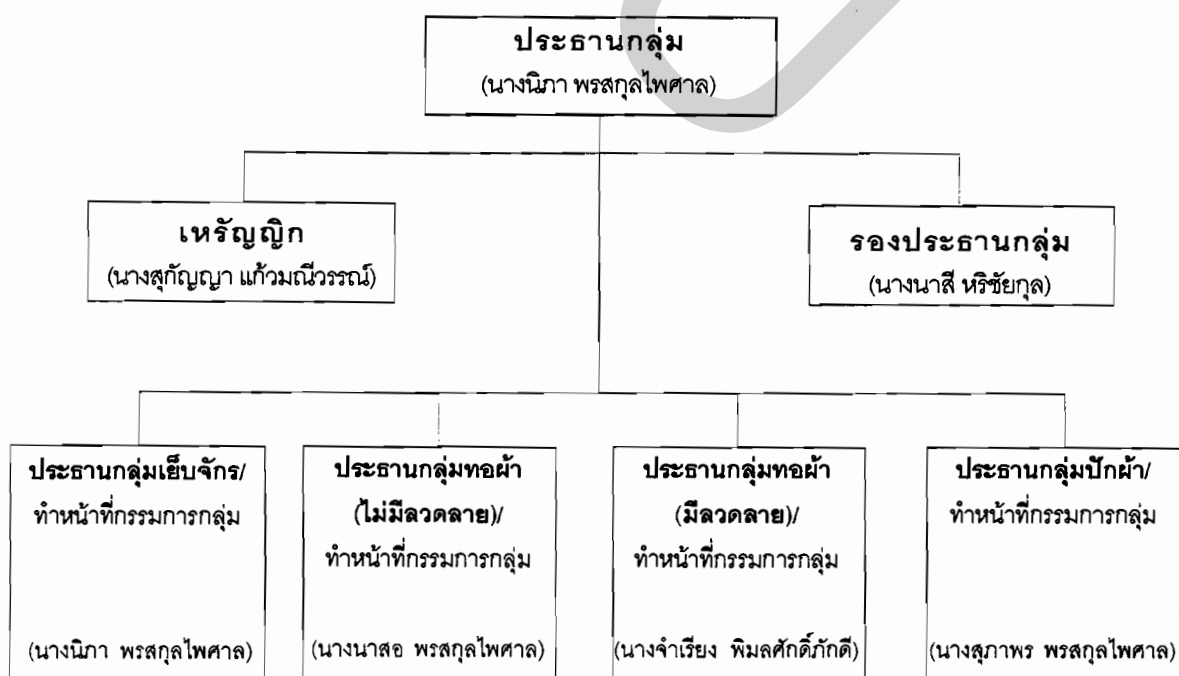 ประธานกลุ่ม
(นางนิภา พรสกุลไพศาล)
เหรัญญิก
(นางสุกัญญา แก้วมณีวรรณ์)
รองประธานกลุ่ม
(นางนาสี หริชัยกุล)
ประธานกลุ่มเย็บจักร/
ทำหน้าที่กรรมการกลุ่ม
(นางนิภา พรสกุลไพศาล)
ประธานกลุ่มทอผ้า
(ไม่มีลวดลาย)/
ทำหน้าที่กรรมการกลุ่ม
(นางนาสอ พรสกุลไพศาล)
ประธานกลุ่มทอผ้า
(มีลวดลาย)/
ทำหน้าที่กรรมการกลุ่ม
(นางจำเรียง พิมลศักดิ์ภักดี)
ประธานกลุ่มปักผ้า/
ทำหน้าที่กรรมการกลุ่ม
(นางสุภาพร พรสกุลไพศาล)